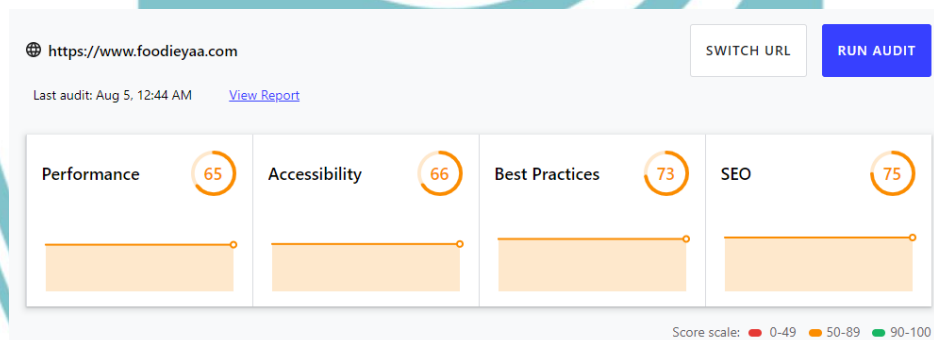 https://www.foodieyaa.com
SWITCH URL
RUN AUDIT
Last audit: Aug 5, 12:44 AM View Report
Performance 65
Accessibility 66
Best Practices 73
SEO 75
Score scale: 0-49 50-89 90-100